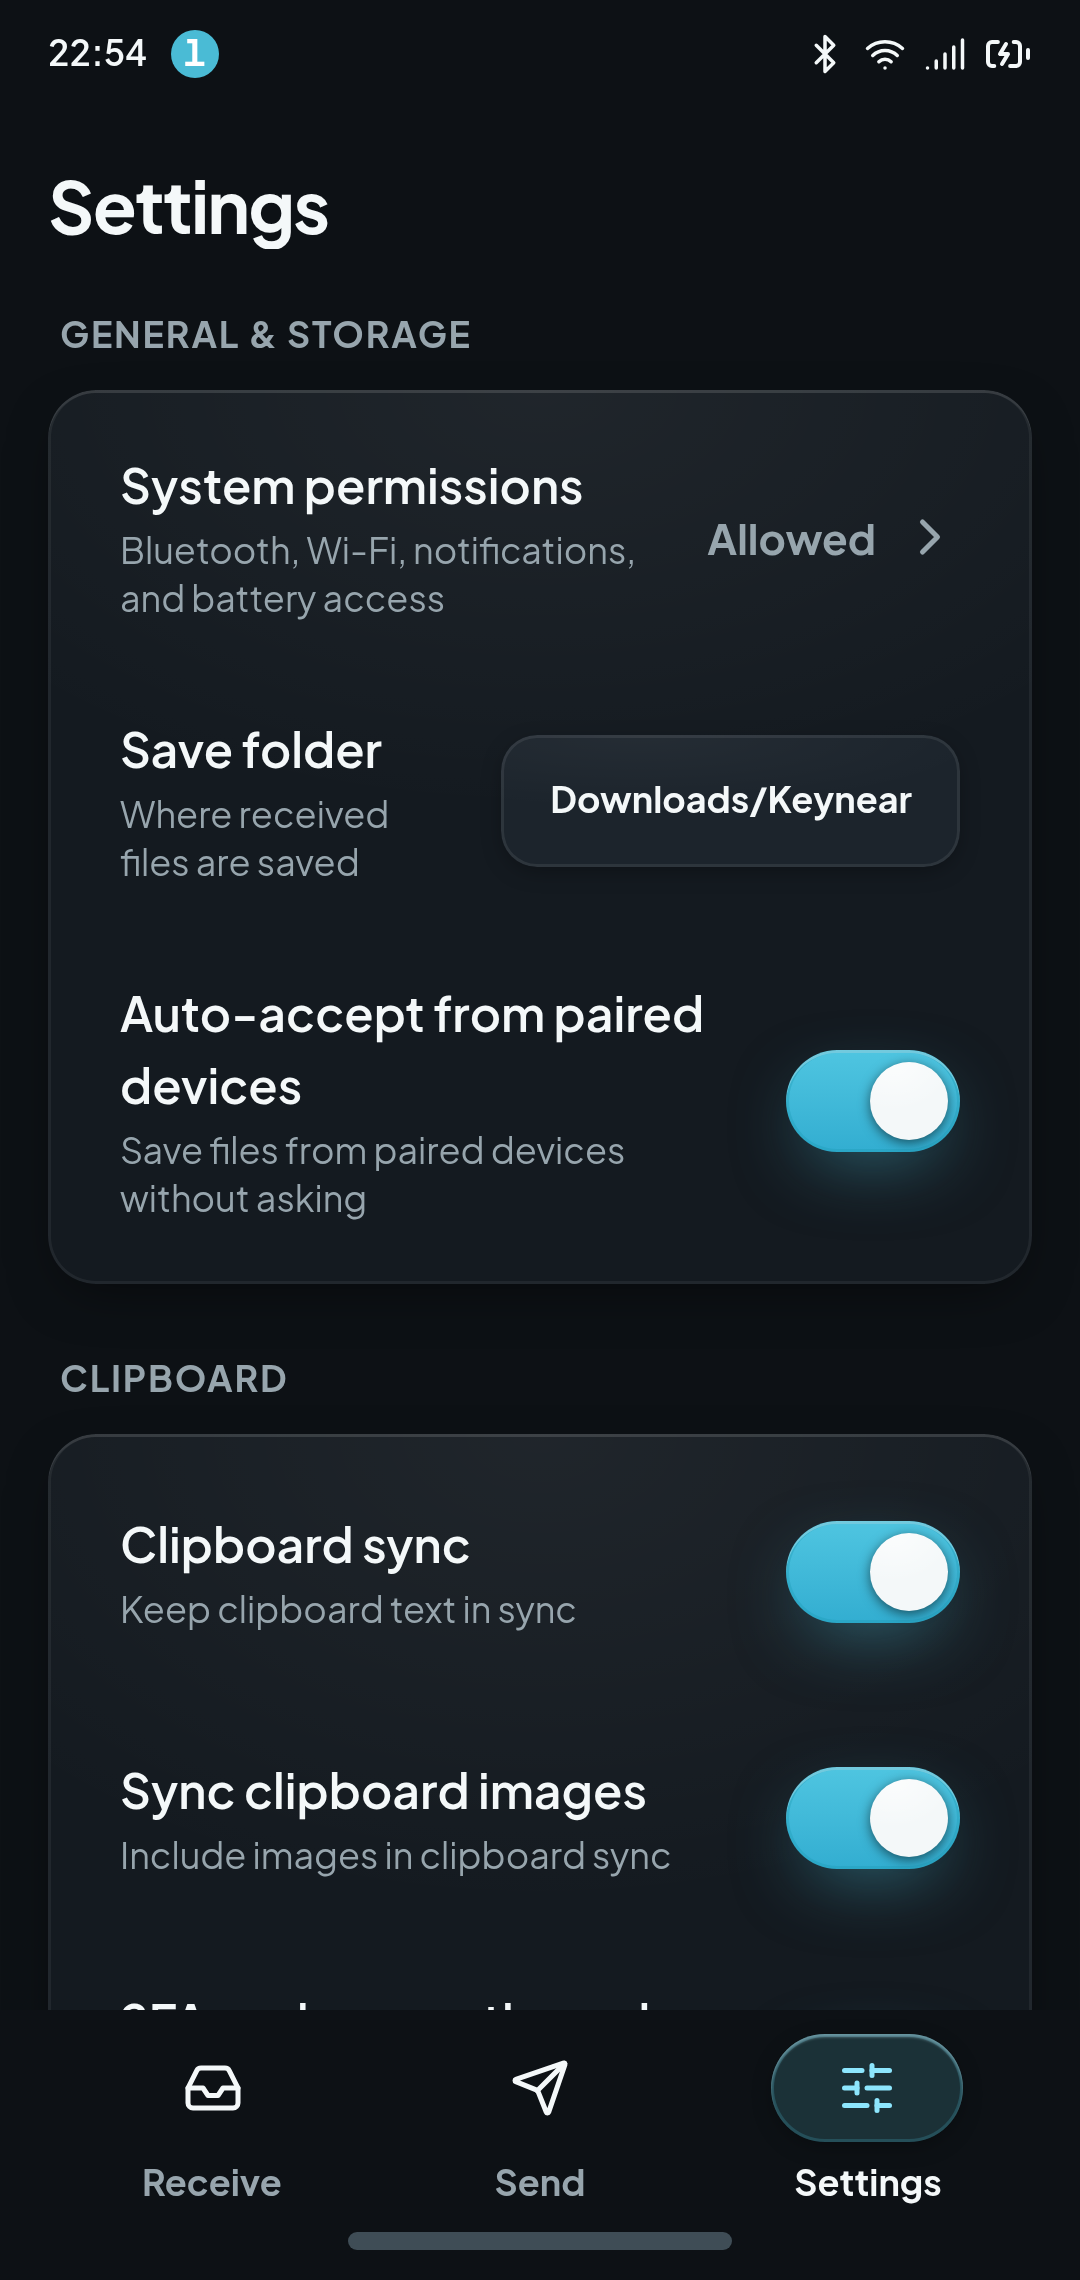 22:54 1
Settings
GENERAL & STORAGE
System permissions
Bluetooth, Wi-Fi, notifications,
and battery access
Allowed
Save folder
Where received
files are saved
Downloads/Keynear
Auto-accept from paired
devices
Save files from paired devices
without asking
CLIPBOARD
Clipboard sync
Keep clipboard text in sync
Sync clipboard images
Include images in clipboard sync
Receive
Send
Settings